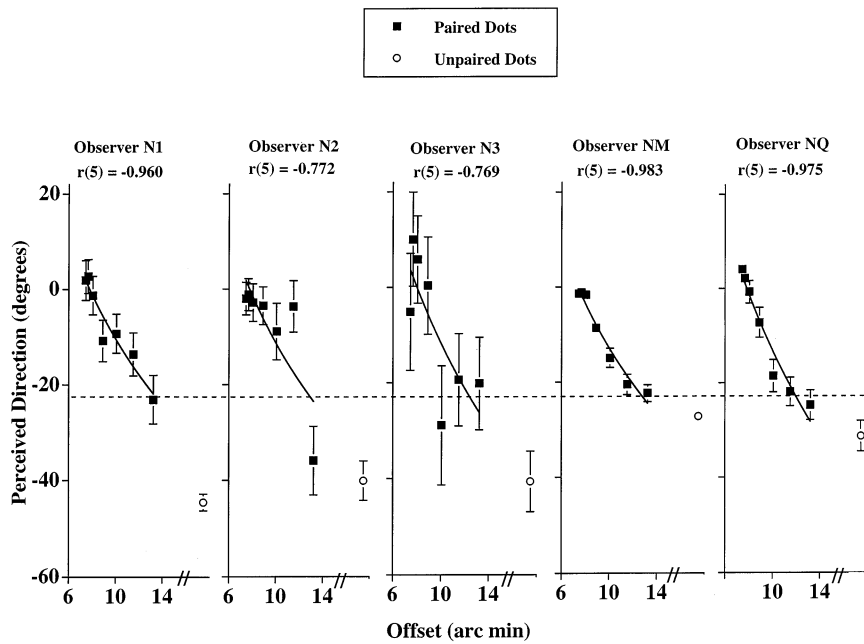 Paired Dots
Unpaired Dots
Observer N1
r(5) = -0.960
Observer N2
r(5) = -0.772
Observer N3
r(5) = -0.769
Observer NM
r(5) = -0.983
Observer NQ
r(5) = -0.975
Perceived Direction (degrees)
20
0
-20
-40
-60
6 10 14 // 6 10 14 // 6 10 14 // 6 10 14 // 10 14 //
Offset (arc min)